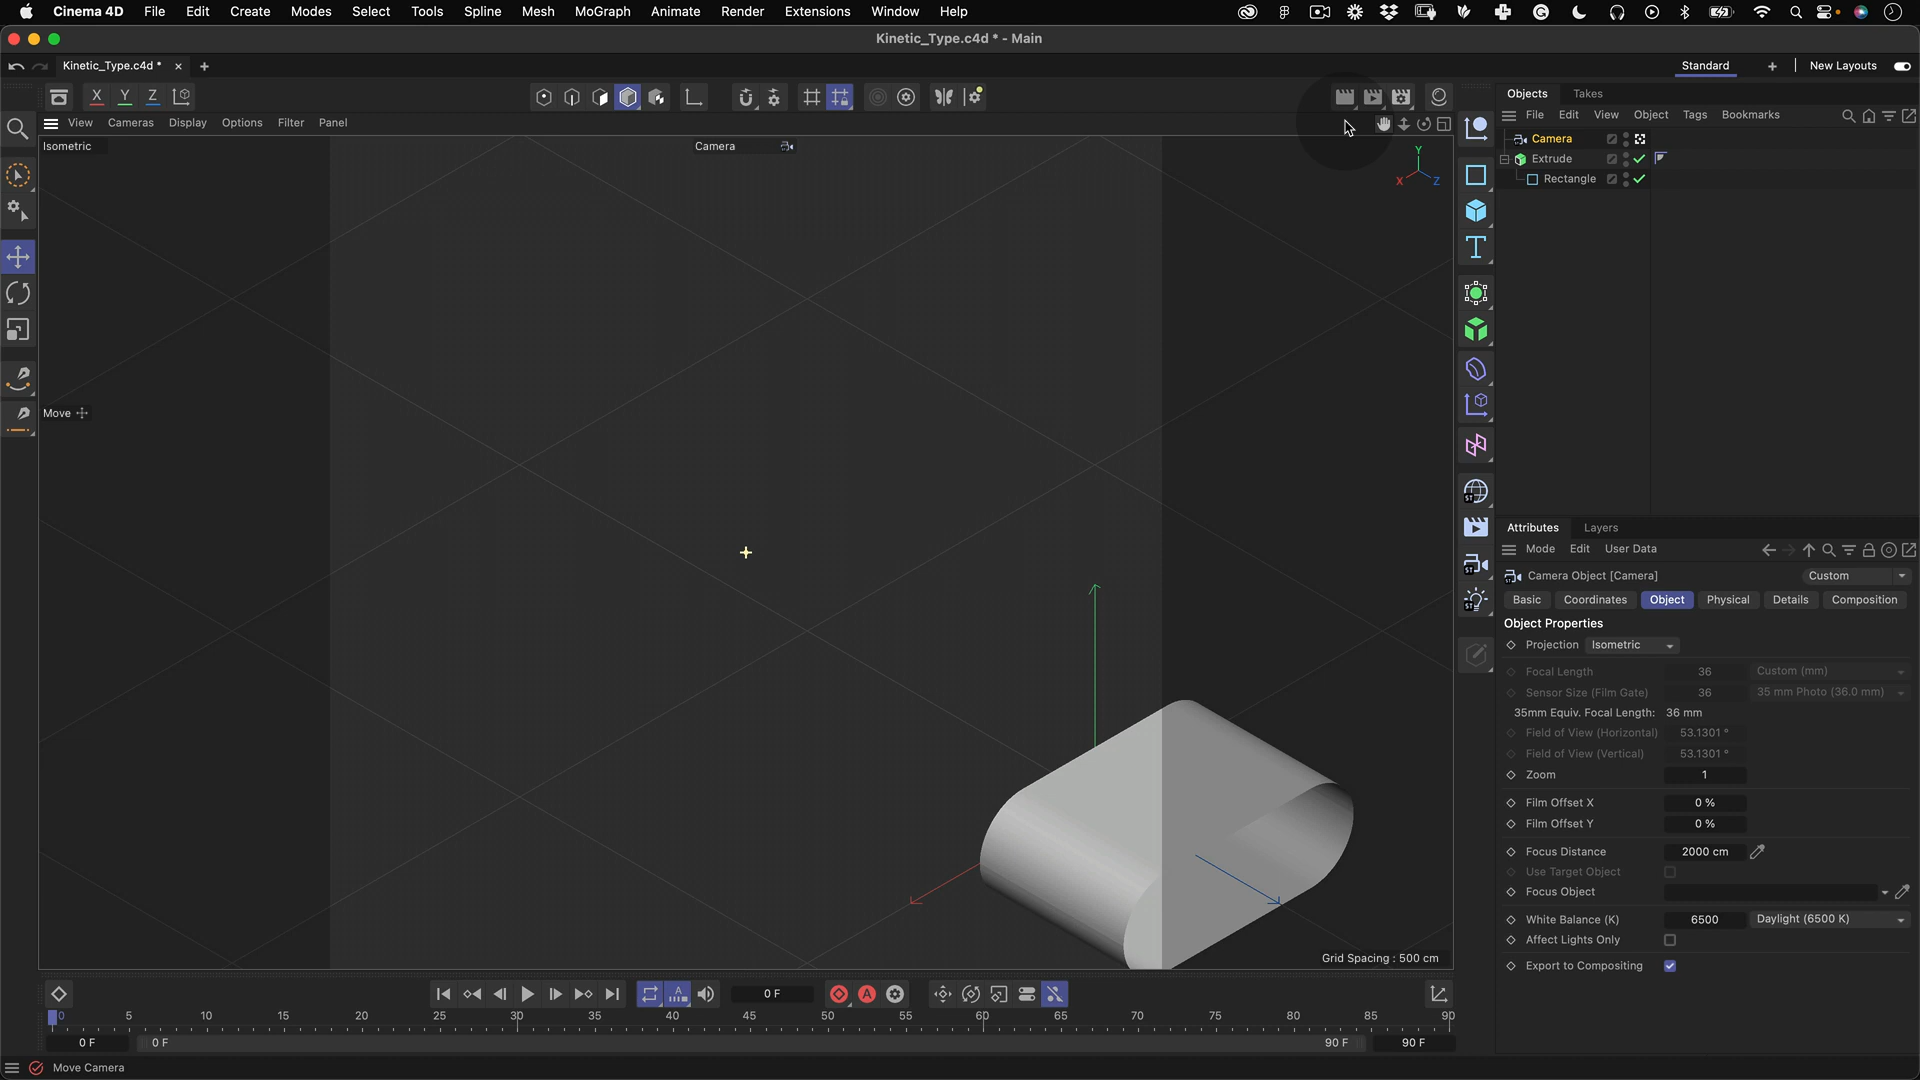 Cinema 4D File Edit Create Modes Select Tools Spline Mesh MoGraph Animate Render Extensions Window Help
Kinetic_Type.c4d * - Main
Kinetic_Type.c4d *
Standard
New Layouts
X Y Z
Objects Takes
View Cameras Display Options Filter Panel
File Edit View Object Tags Bookmarks
Isometric
Camera
Y
X
Z
Camera
Extrude
Rectangle
Move
Attributes Layers
Mode Edit User Data
Camera Object [Camera]
Custom
Basic Coordinates Object Physical Details Composition
Object Properties
Projection Isometric
Focal Length 36 Custom (mm)
Sensor Size (Film Gate) 36 35 mm Photo (36.0 mm)
35mm Equiv. Focal Length: 36 mm
Field of View (Horizontal) 53.1301 °
Field of View (Vertical) 53.1301 °
Zoom 1
Film Offset X 0 %
Film Offset Y 0 %
Focus Distance 2000 cm
Use Target Object
Focus Object
White Balance (K) 6500 Daylight (6500 K)
Affect Lights Only
Export to Compositing
Grid Spacing : 500 cm
0 F
0 5 10 15 20 25 30 35 40 45 50 55 60 65 70 75 80 85 90
0 F 0 F 90 F 90 F
Move Camera